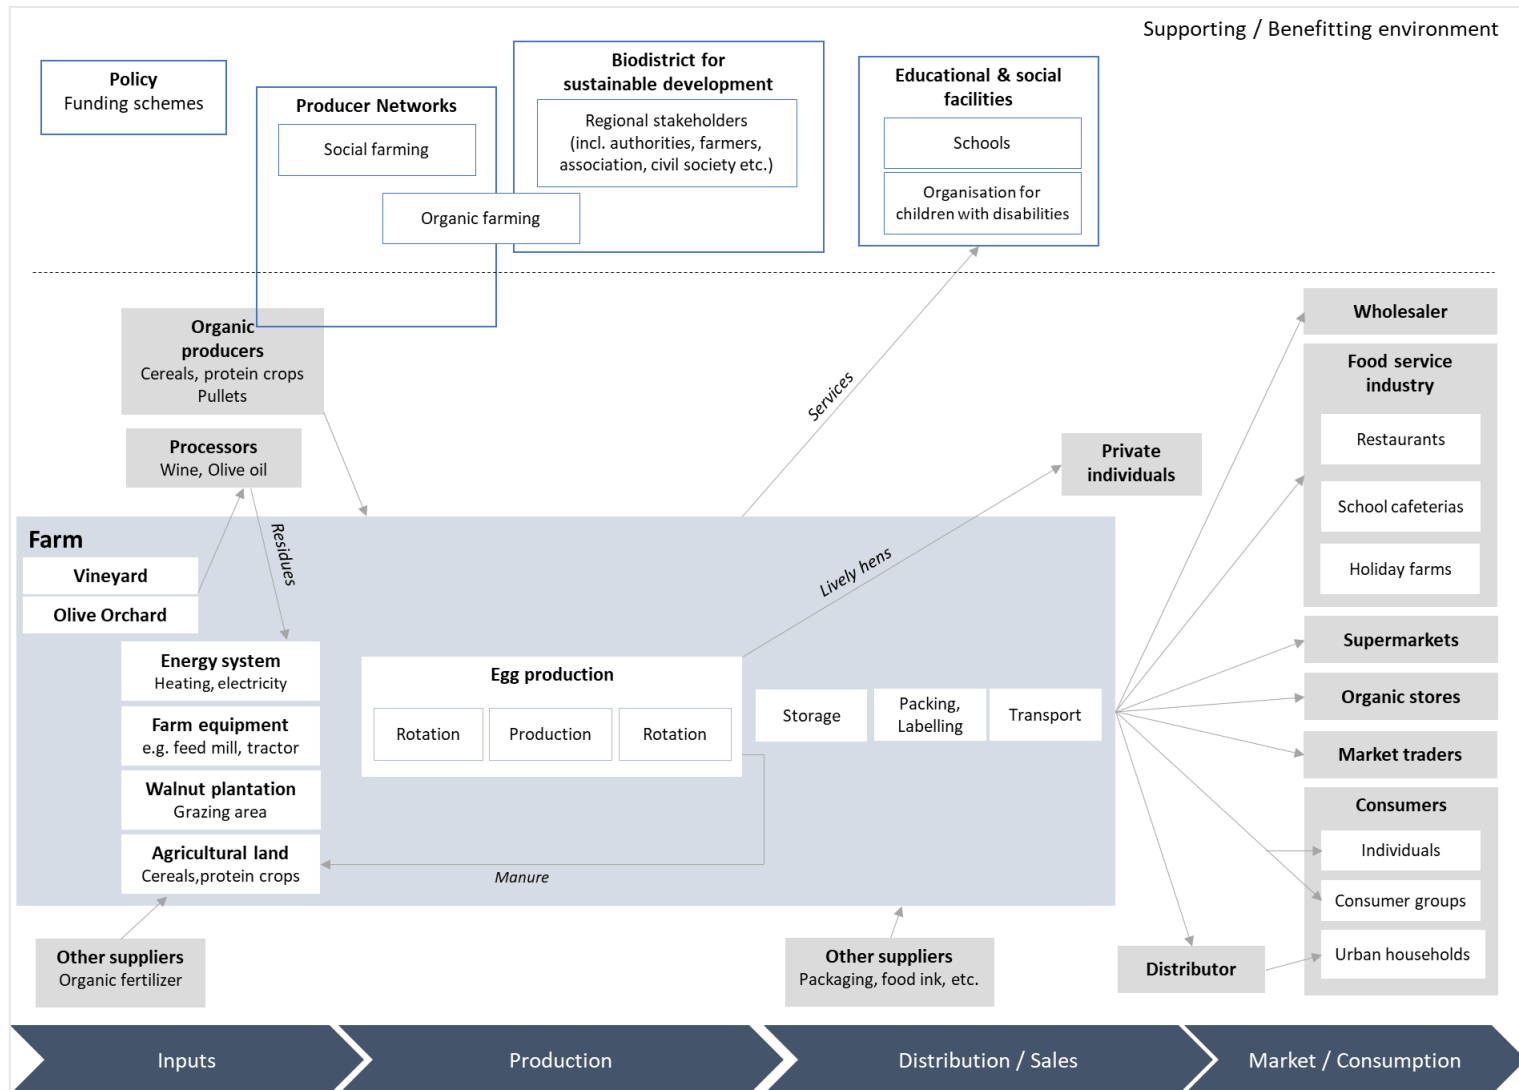 Supporting / Benefitting environment
Policy
Funding schemes
Producer Networks
Social farming
Organic farming
Biodistrict for
sustainable development
Regional stakeholders
(incl. authorities, farmers,
association, civil society etc.)
Educational & social
facilities
Schools
Organisation for
children with disabilities
Organic
producers
Cereals, protein crops
Pullets
Processors
Wine, Olive oil
Residues
Services
Lively hens
Private
individuals
Farm
Vineyard
Olive Orchard
Energy system
Heating, electricity
Farm equipment
e.g. feed mill, tractor
Walnut plantation
Grazing area
Agricultural land
Cereals,protein crops
Egg production
Rotation
Production
Rotation
Manure
Storage
Packing,
Labelling
Transport
Other suppliers
Organic fertilizer
Other suppliers
Packaging, food ink, etc.
Distributor
Wholesaler
Food service
industry
Restaurants
School cafeterias
Holiday farms
Supermarkets
Organic stores
Market traders
Consumers
Individuals
Consumer groups
Urban households
Inputs
Production
Distribution / Sales
Market / Consumption